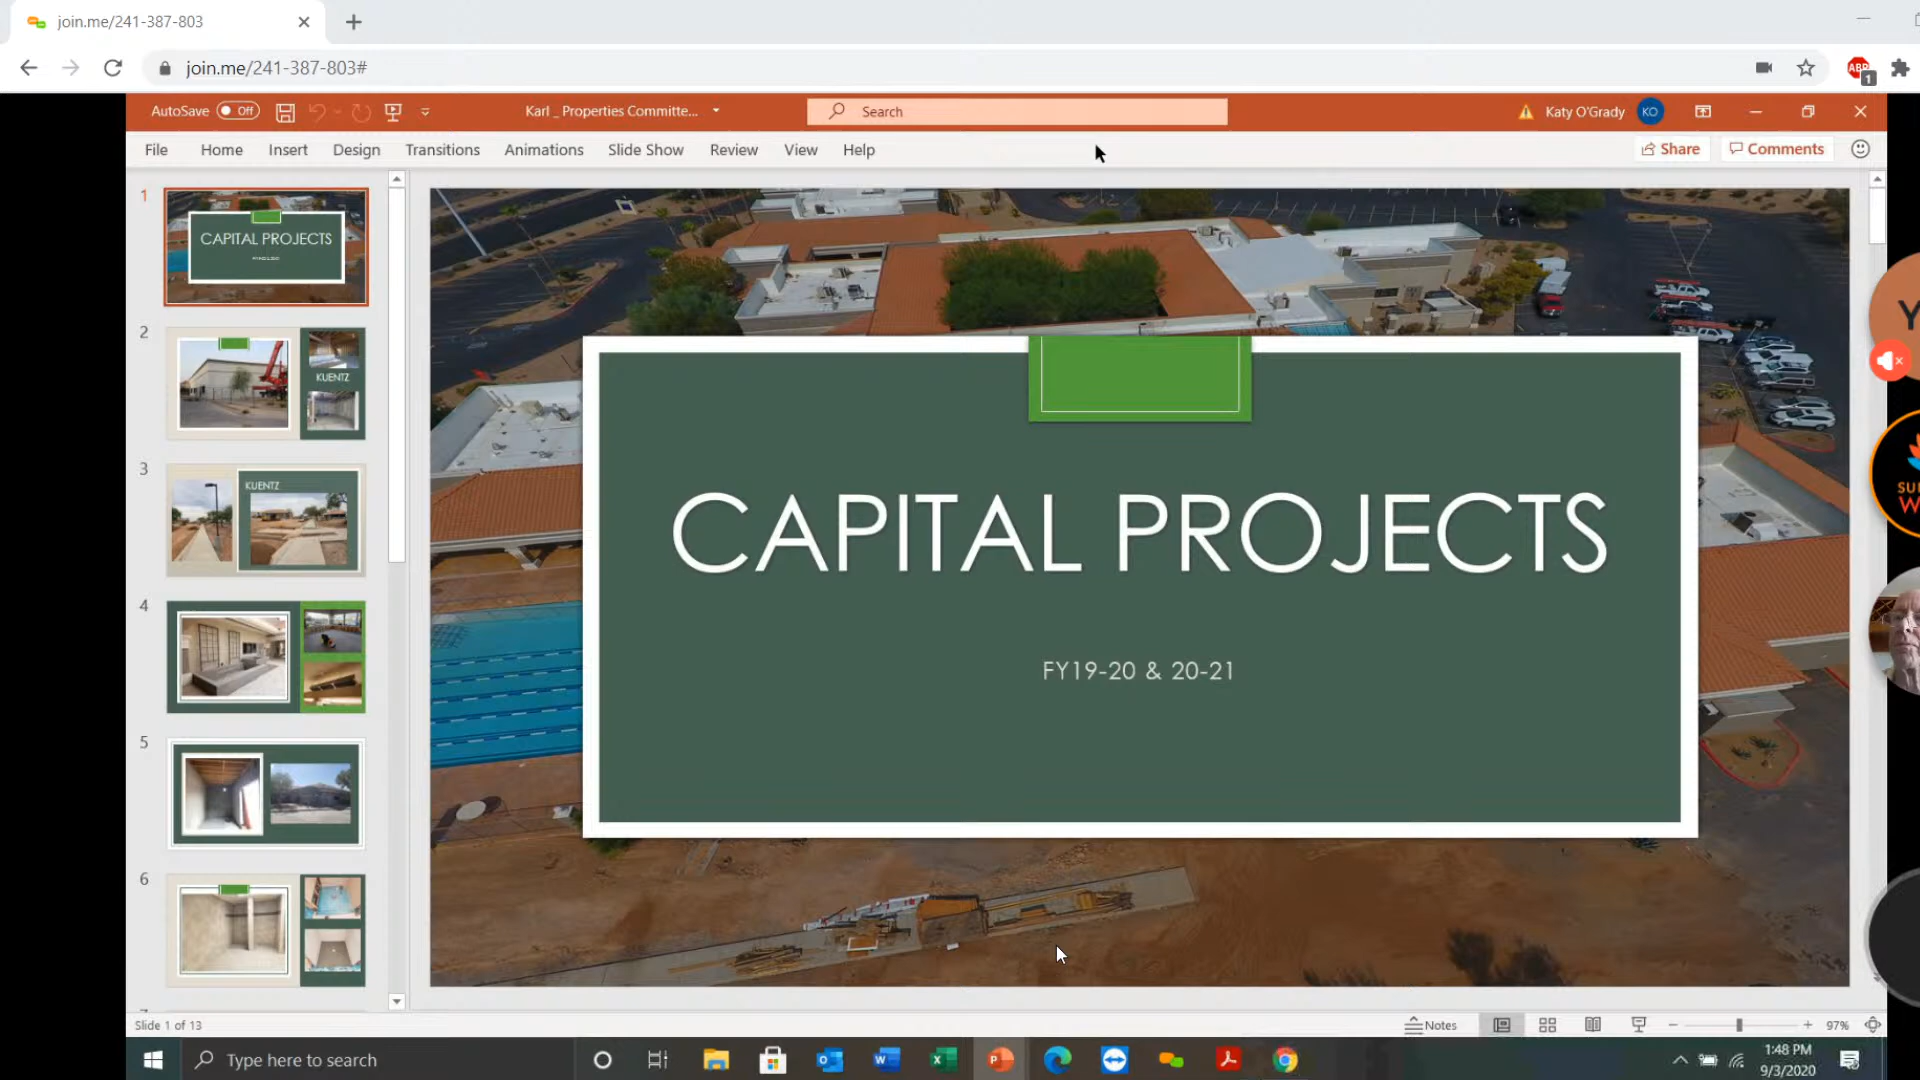 join.me/241-387-803
join.me/241-387-803#
ABP
1
AutoSave Off
Karl _ Properties Committe...
Search
Katy O'Grady
KO
File Home Insert Design Transitions Animations Slide Show Review View Help
Share
Comments
1
CAPITAL PROJECTS
2
KUENTZ
3
KUENTZ
4
5
6
CAPITAL PROJECTS
FY19-20 & 20-21
Y
Slide 1 of 13
Notes
97%
Type here to search
1:48 PM
9/3/2020